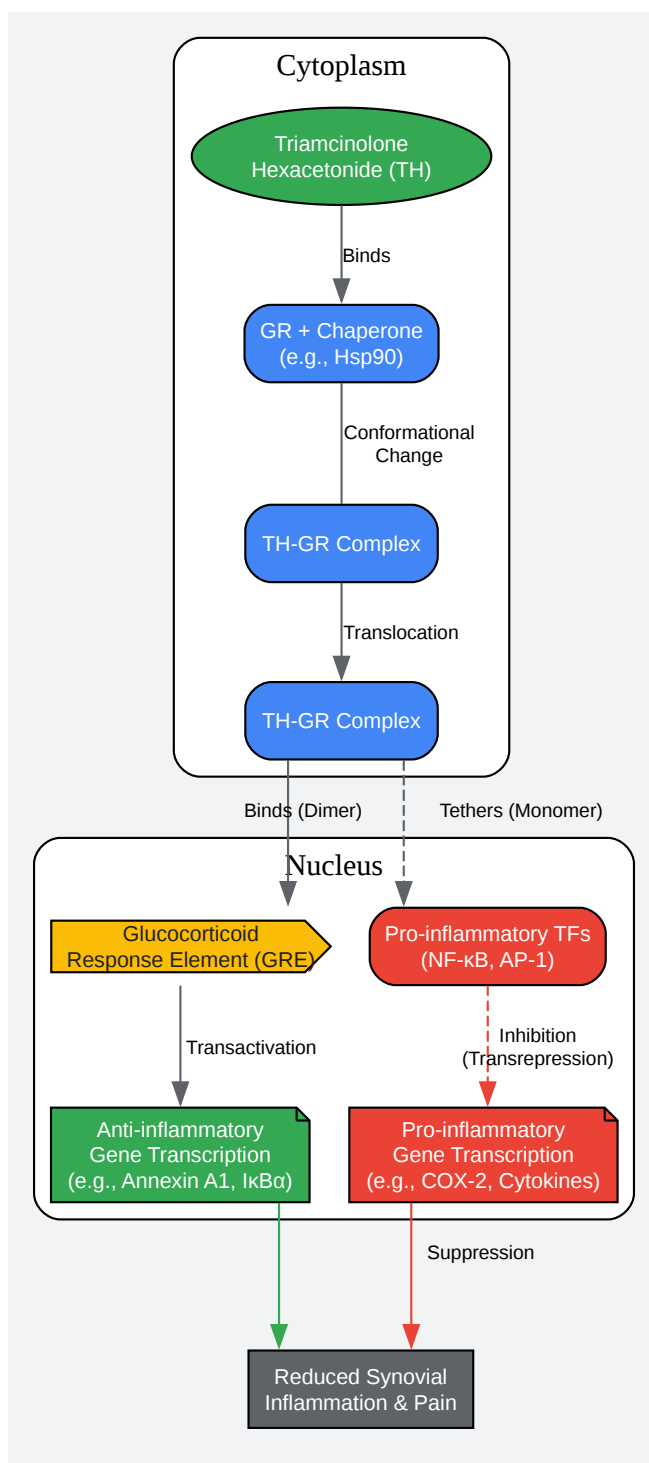 Cytoplasm
Triamcinolone
Hexacetonide (TH)
Binds
GR + Chaperone
(e.g., Hsp90)
Conformational
Change
TH-GR Complex
Translocation
TH-GR Complex
Binds (Dimer)
Tethers (Monomer)
Nucleus
Glucocorticoid
Response Element (GRE)
Pro-inflammatory TFs
(NF-κB, AP-1)
Transactivation
Inhibition
(Transrepression)
Anti-inflammatory
Gene Transcription
(e.g., Annexin A1, IκBα)
Pro-inflammatory
Gene Transcription
(e.g., COX-2, Cytokines)
Suppression
Reduced Synovial
Inflammation & Pain